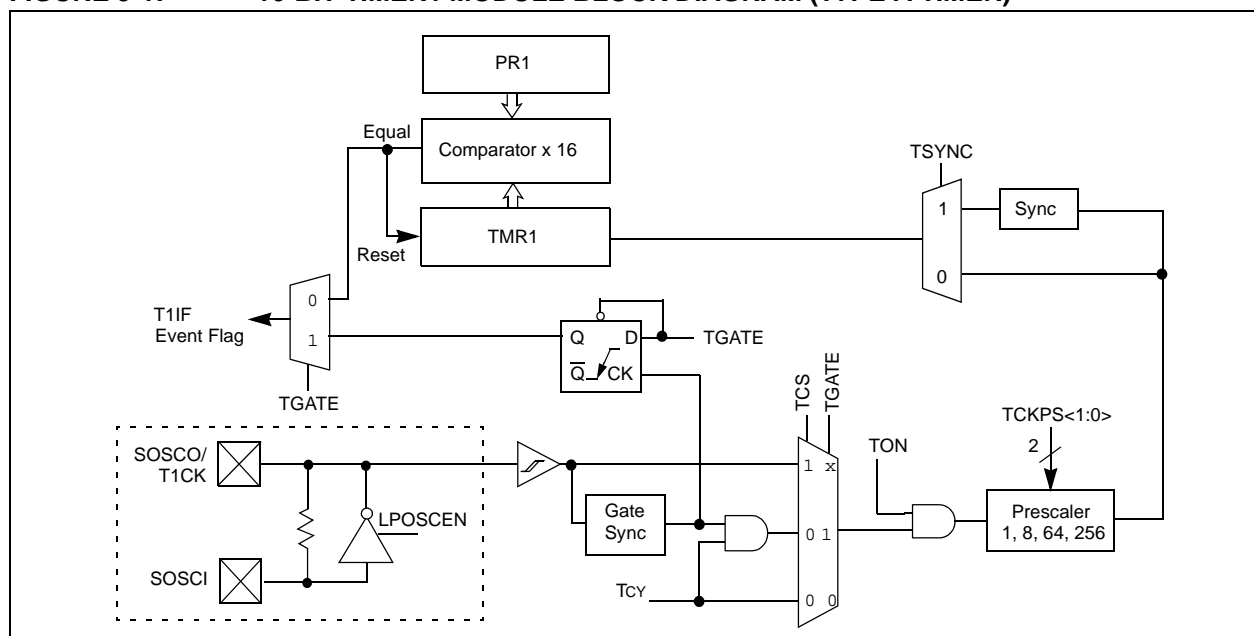 PR1
Equal
Comparator x 16
TSYNC
1
Sync
TMR1
Reset
0
0
T1IF
Event Flag
1
Q
D
TGATE
Q CK
TGATE
TCS
TGATE
TCKPS<1:0>
2
TON
SOSCO/
T1CK
1 x
Prescaler
1, 8, 64, 256
LPOSCEN
Gate
Sync
0 1
SOSCI
TCY
0 0